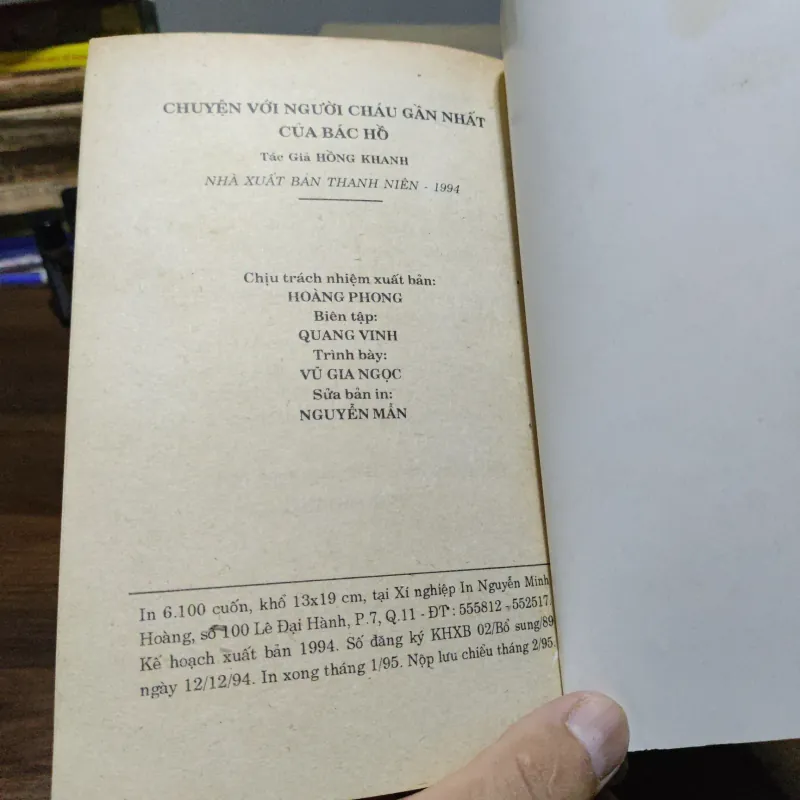 CHUYỆN VỚI NGƯỜI CHÁU GẦN NHẤT
CỦA BÁC HỒ
Tác Giả HỒNG KHANH
NHÀ XUẤT BẢN THANH NIÊN - 1994
Chịu trách nhiệm xuất bản:
HOÀNG PHONG
Biên tập:
QUANG VINH
Trình bày:
VŨ GIA NGỌC
Sửa bản in:
NGUYỄN MẪN
In 6.100 cuốn, khổ 13x19 cm, tại Xí nghiệp In Nguyễn Minh
Hoàng, số 100 Lê Đại Hành, P.7, Q.11 - ĐT : 555812 - 552517.
Kế hoạch xuất bản 1994. Số đăng ký KHXB 02/Bổ sung/89
ngày 12/12/94. In xong tháng 1/95. Nộp lưu chiểu tháng 2/95.